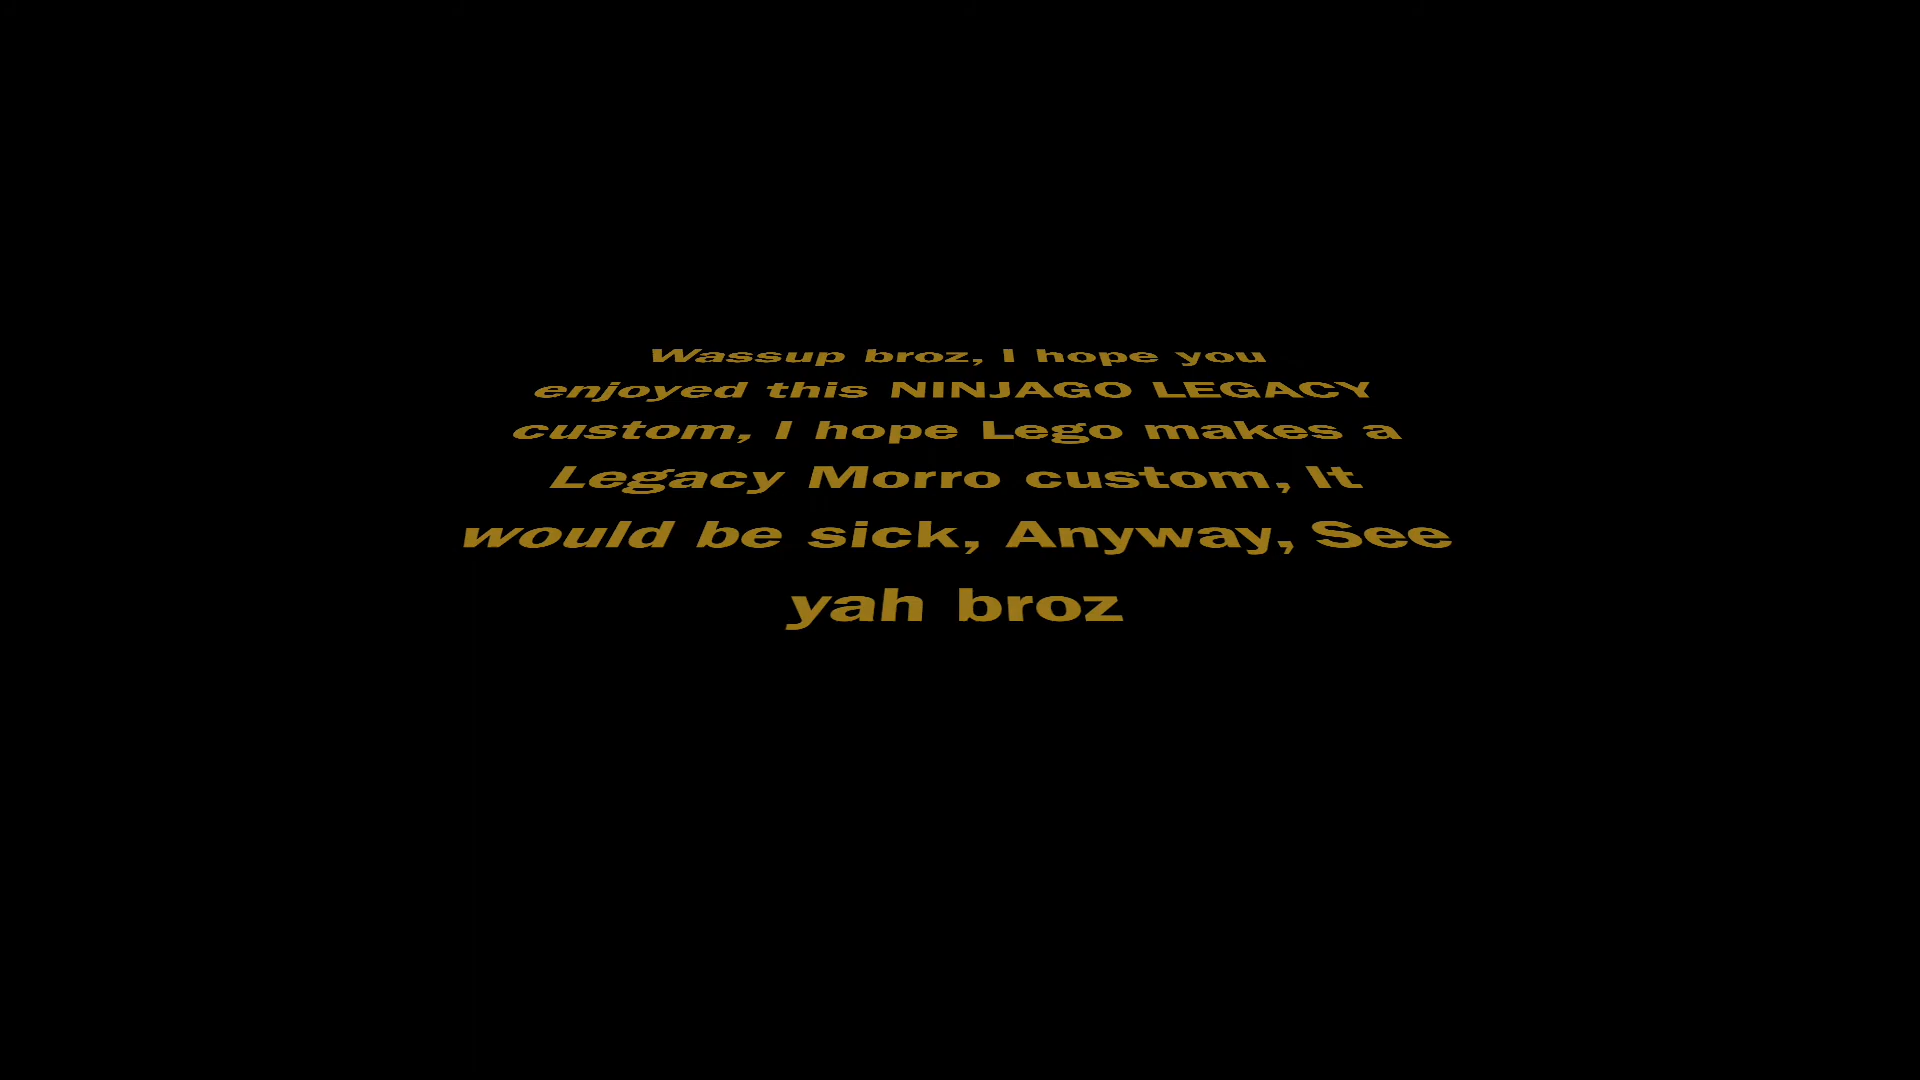 Wassup broz, I hope you
enjoyed this NINJAGO LEGACY
custom, I hope Lego makes a
Legacy Morro custom, It
would be sick, Anyway, See
yah broz